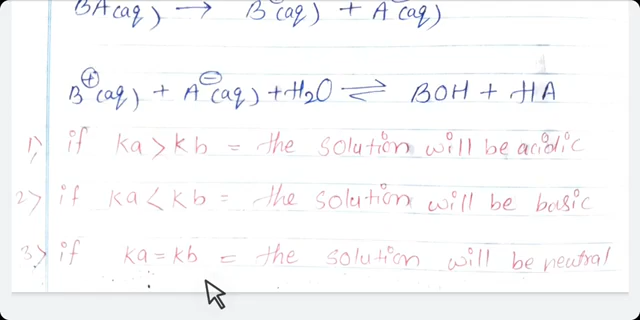 BA(aq) → B⊕(aq) + A⊖(aq)
B⊕(aq) + A⊖(aq) + H2O ⇌ BOH + HA
1) if ka > kb = the solution will be acidic
2) if ka < kb = the solution will be basic
3) if ka = kb = the solution will be neutral